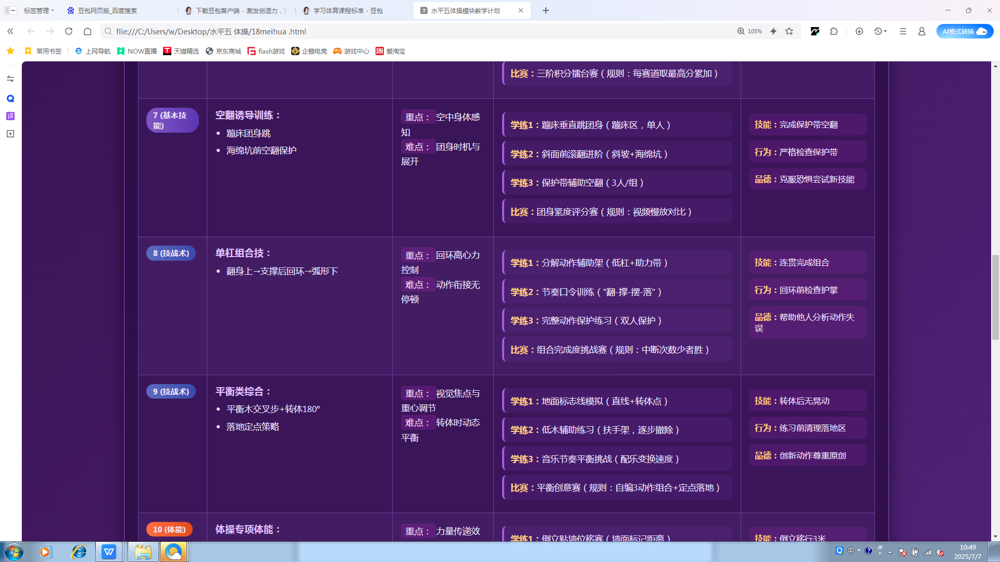 标签管理
豆包网页版_百度搜索
下载豆包客户端 - 激发创造力，
学习体育课程标准 - 豆包
水平五体操模块教学计划
file:///C:/Users/w/Desktop/水平五 体操/18meihua .html
105%
AI格式转换
常用书签
上网导航
NOW直播
天猫精选
京东商城
flash游戏
企鹅电竞
游戏中心
爱淘宝
译
比赛：三阶积分擂台赛（规则：每赛道取最高分累加）
7 (基本技
能)
空翻诱导训练：
蹦床团身跳
海绵坑前空翻保护
重点： 空中身体感
知
难点： 团身时机与
展开
学练1：蹦床垂直跳团身（蹦床区，单人）
学练2：斜面前滚翻进阶（斜坡+海绵坑）
学练3：保护带辅助空翻（3人/组）
比赛：团身紧度评分赛（规则：视频慢放对比）
技能：完成保护带空翻
行为：严格检查保护带
品德：克服恐惧尝试新技能
8 (技战术)
单杠组合技：
翻身上→支撑后回环→弧形下
重点： 回环离心力
控制
难点： 动作衔接无
停顿
学练1：分解动作辅助架（低杠+助力带）
学练2：节奏口令训练（"翻-撑-摆-落"）
学练3：完整动作保护练习（双人保护）
比赛：组合完成度挑战赛（规则：中断次数少者胜）
技能：连贯完成组合
行为：回环前检查护掌
品德：帮助他人分析动作失
误
9 (技战术)
平衡类综合：
平衡木交叉步+转体180°
落地定点策略
重点： 视觉焦点与
重心调节
难点： 转体时动态
平衡
学练1：地面标志线模拟（直线+转体点）
学练2：低木辅助练习（扶手架，逐步撤除）
学练3：音乐节奏平衡挑战（配乐变换速度）
比赛：平衡创意赛（规则：自编3动作组合+定点落地）
技能：转体后无晃动
行为：练习前清理落地区
品德：创新动作尊重原创
10 (体能)
体操专项体能：
重点： 力量传递效
学练1：倒立贴墙位移赛（墙面标记距离）
技能：倒立移行3米
中
10:49
2025/7/7